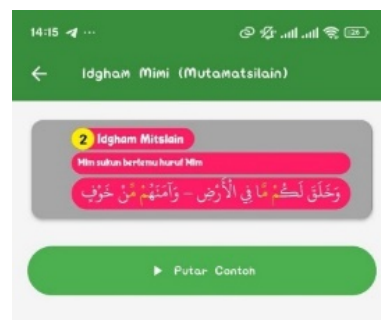 14:15
Idgham Mimi (Mutamatsilain)
2 Idgham Mitslain
Mim sukun bertemu huruf Mim
وَخَلَقَ لَكُمْ مَّا فِي الْأَرْضِ – وَآمَنَهُمْ مِّنْ خَوْفٍ
Putar Contoh